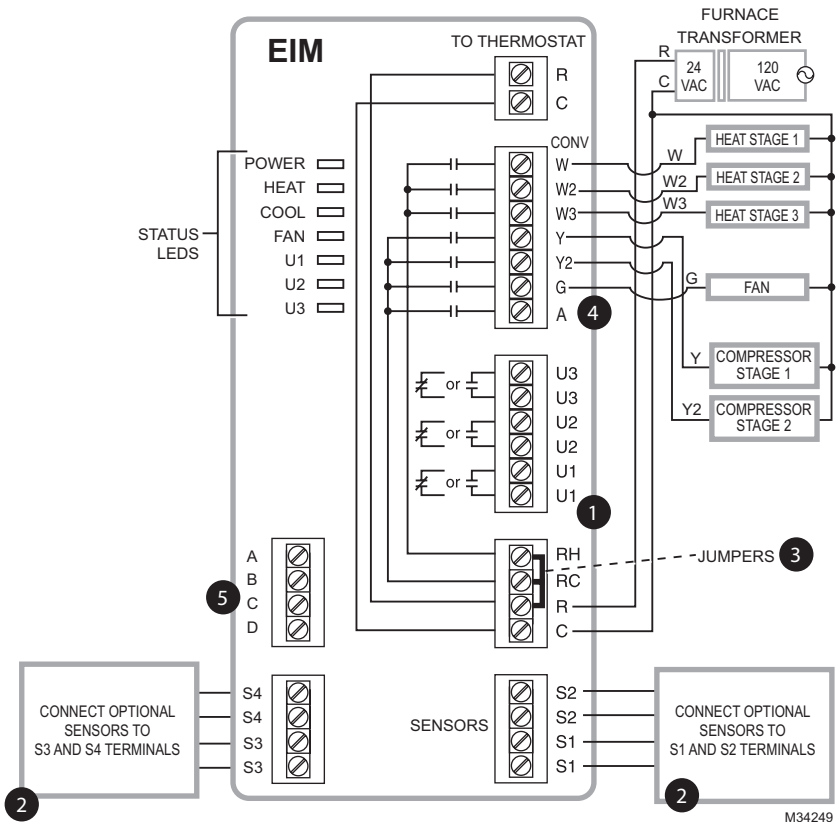 FURNACE
TRANSFORMER
EIM
TO THERMOSTAT
R
C
R
C
24
VAC
120
VAC
CONV
W
W2
W3
Y
Y2
G
A
4
W
W2
W3
G
Y
Y2
HEAT STAGE 1
HEAT STAGE 2
HEAT STAGE 3
FAN
COMPRESSOR
STAGE 1
COMPRESSOR
STAGE 2
STATUS
LEDS
POWER
HEAT
COOL
FAN
U1
U2
U3
or
or
or
U3
U3
U2
U2
U1
U1
1
RH
RC
R
C
JUMPERS 3
5
A
B
C
D
CONNECT OPTIONAL
SENSORS TO
S3 AND S4 TERMINALS
2
S4
S4
S3
S3
SENSORS
S2
S2
S1
S1
CONNECT OPTIONAL
SENSORS TO
S1 AND S2 TERMINALS
2
M34249